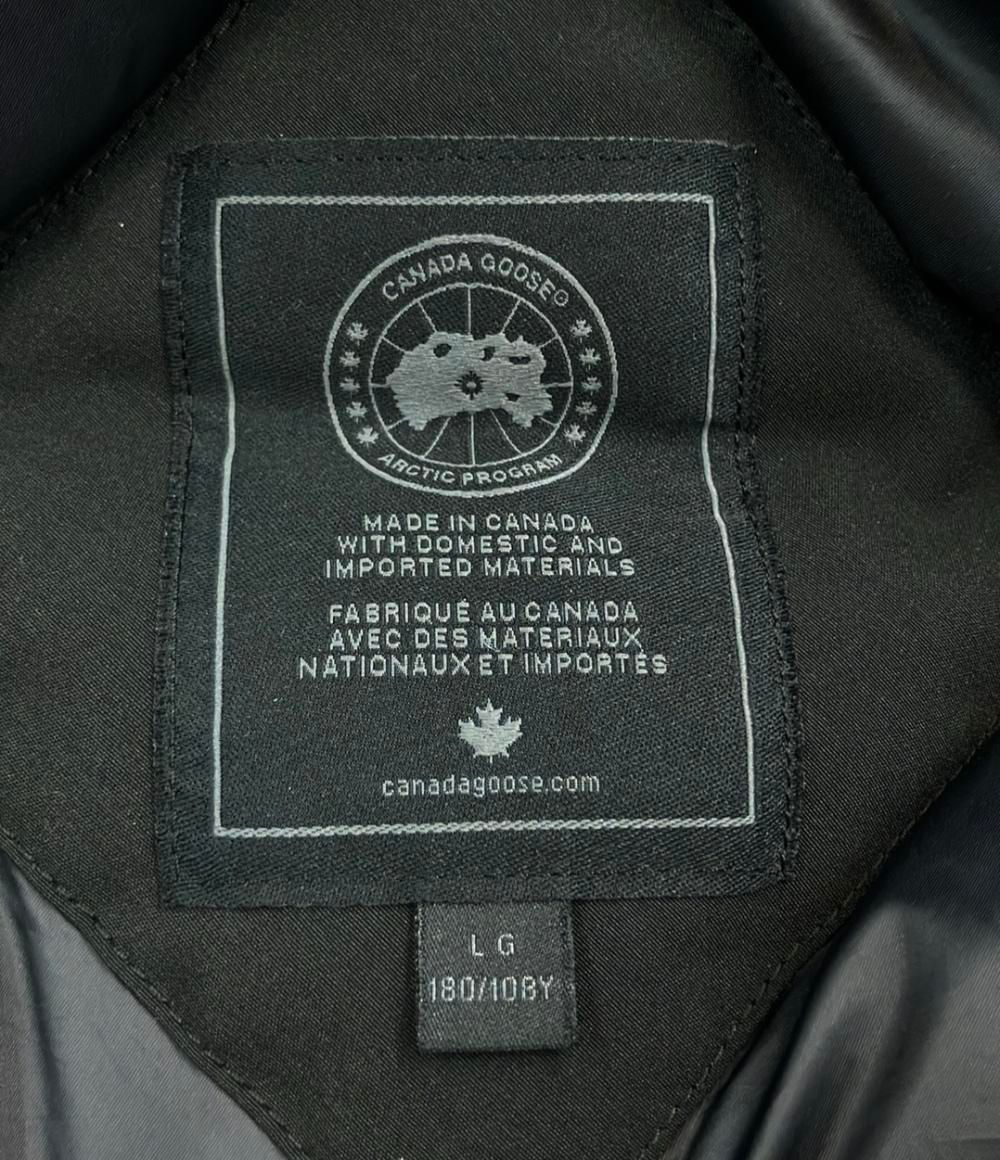 CANADA GOOSE®
ARCTIC PROGRAM
MADE IN CANADA
WITH DOMESTIC AND
IMPORTED MATERIALS
FABRIQUÉ AU CANADA
AVEC DES MATERIAUX
NATIONAUX ET IMPORTÉS
canadagoose.com
LG
180/108Y